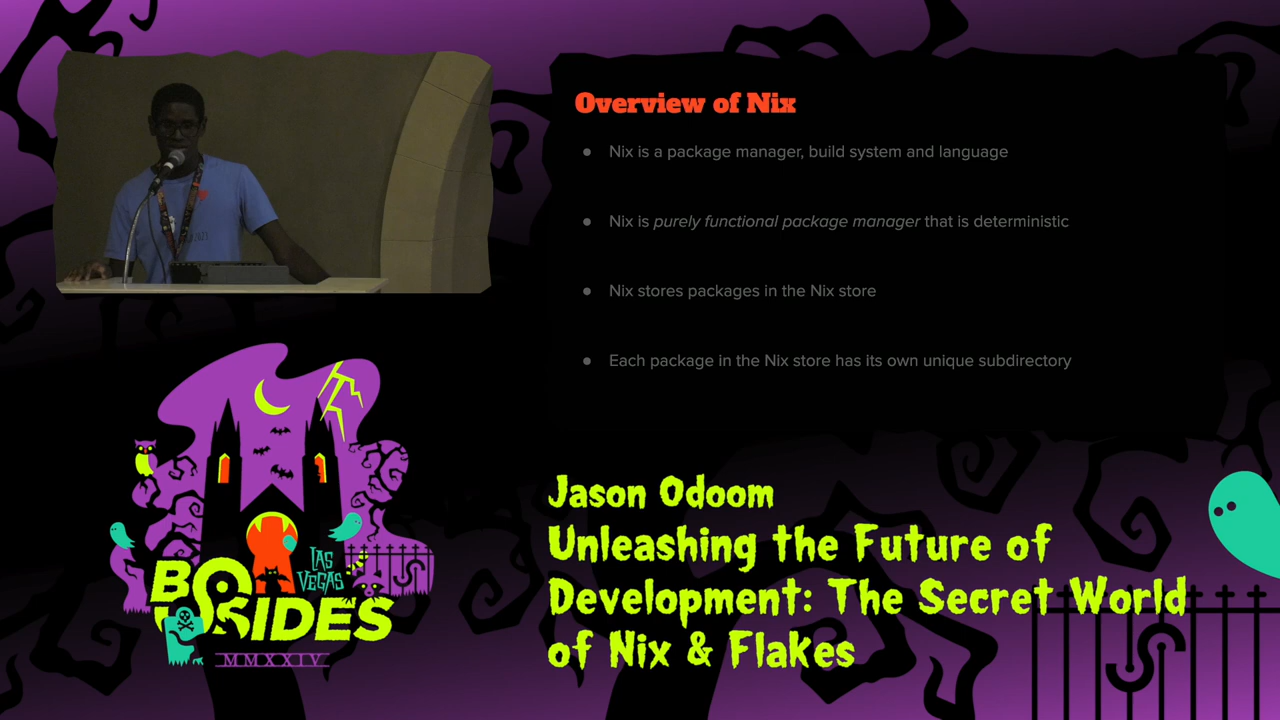 Overview of Nix
● Nix is a package manager, build system and language
● Nix is purely functional package manager that is deterministic
● Nix stores packages in the Nix store
● Each package in the Nix store has its own unique subdirectory
BSIDES
LAS
VEGAS
MMXXIV
Jason Odoom
Unleashing the Future of
Development: The Secret World
of Nix & Flakes